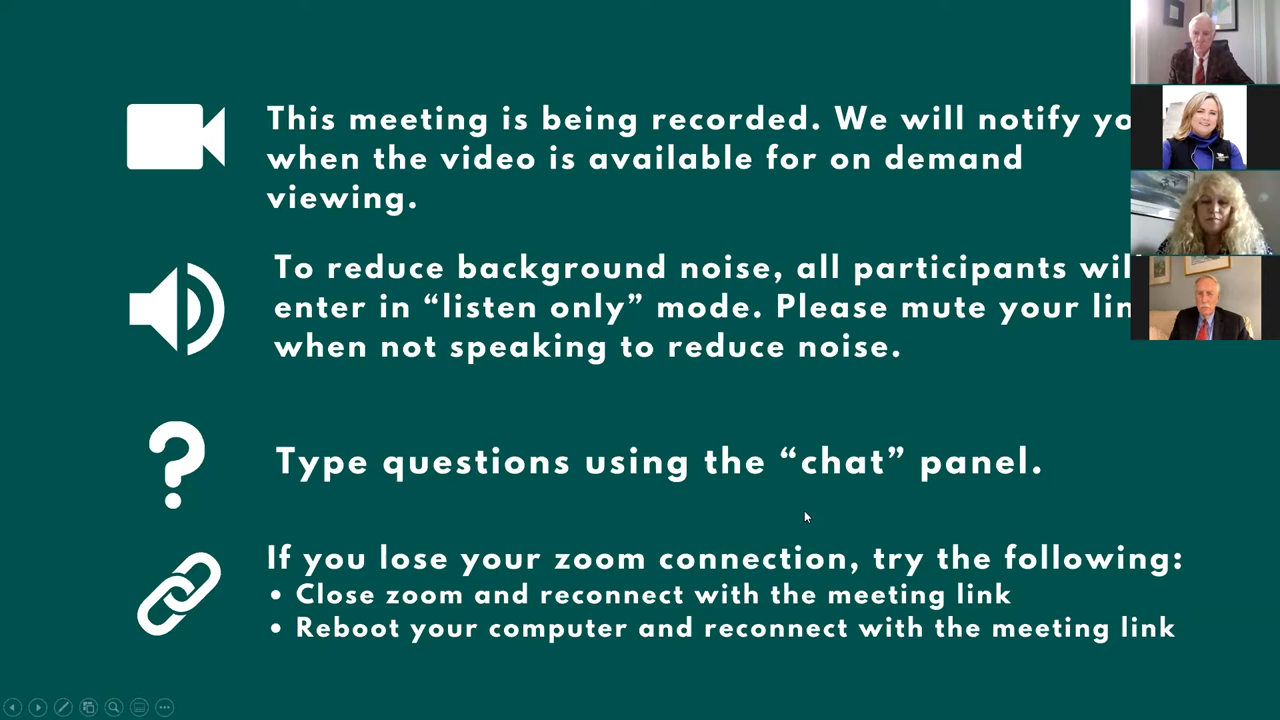 This meeting is being recorded. We will notify yo
when the video is available for on demand
viewing.
To reduce background noise, all participants wil
enter in “listen only” mode. Please mute your lin
when not speaking to reduce noise.
Type questions using the “chat” panel.
If you lose your zoom connection, try the following:
• Close zoom and reconnect with the meeting link
• Reboot your computer and reconnect with the meeting link